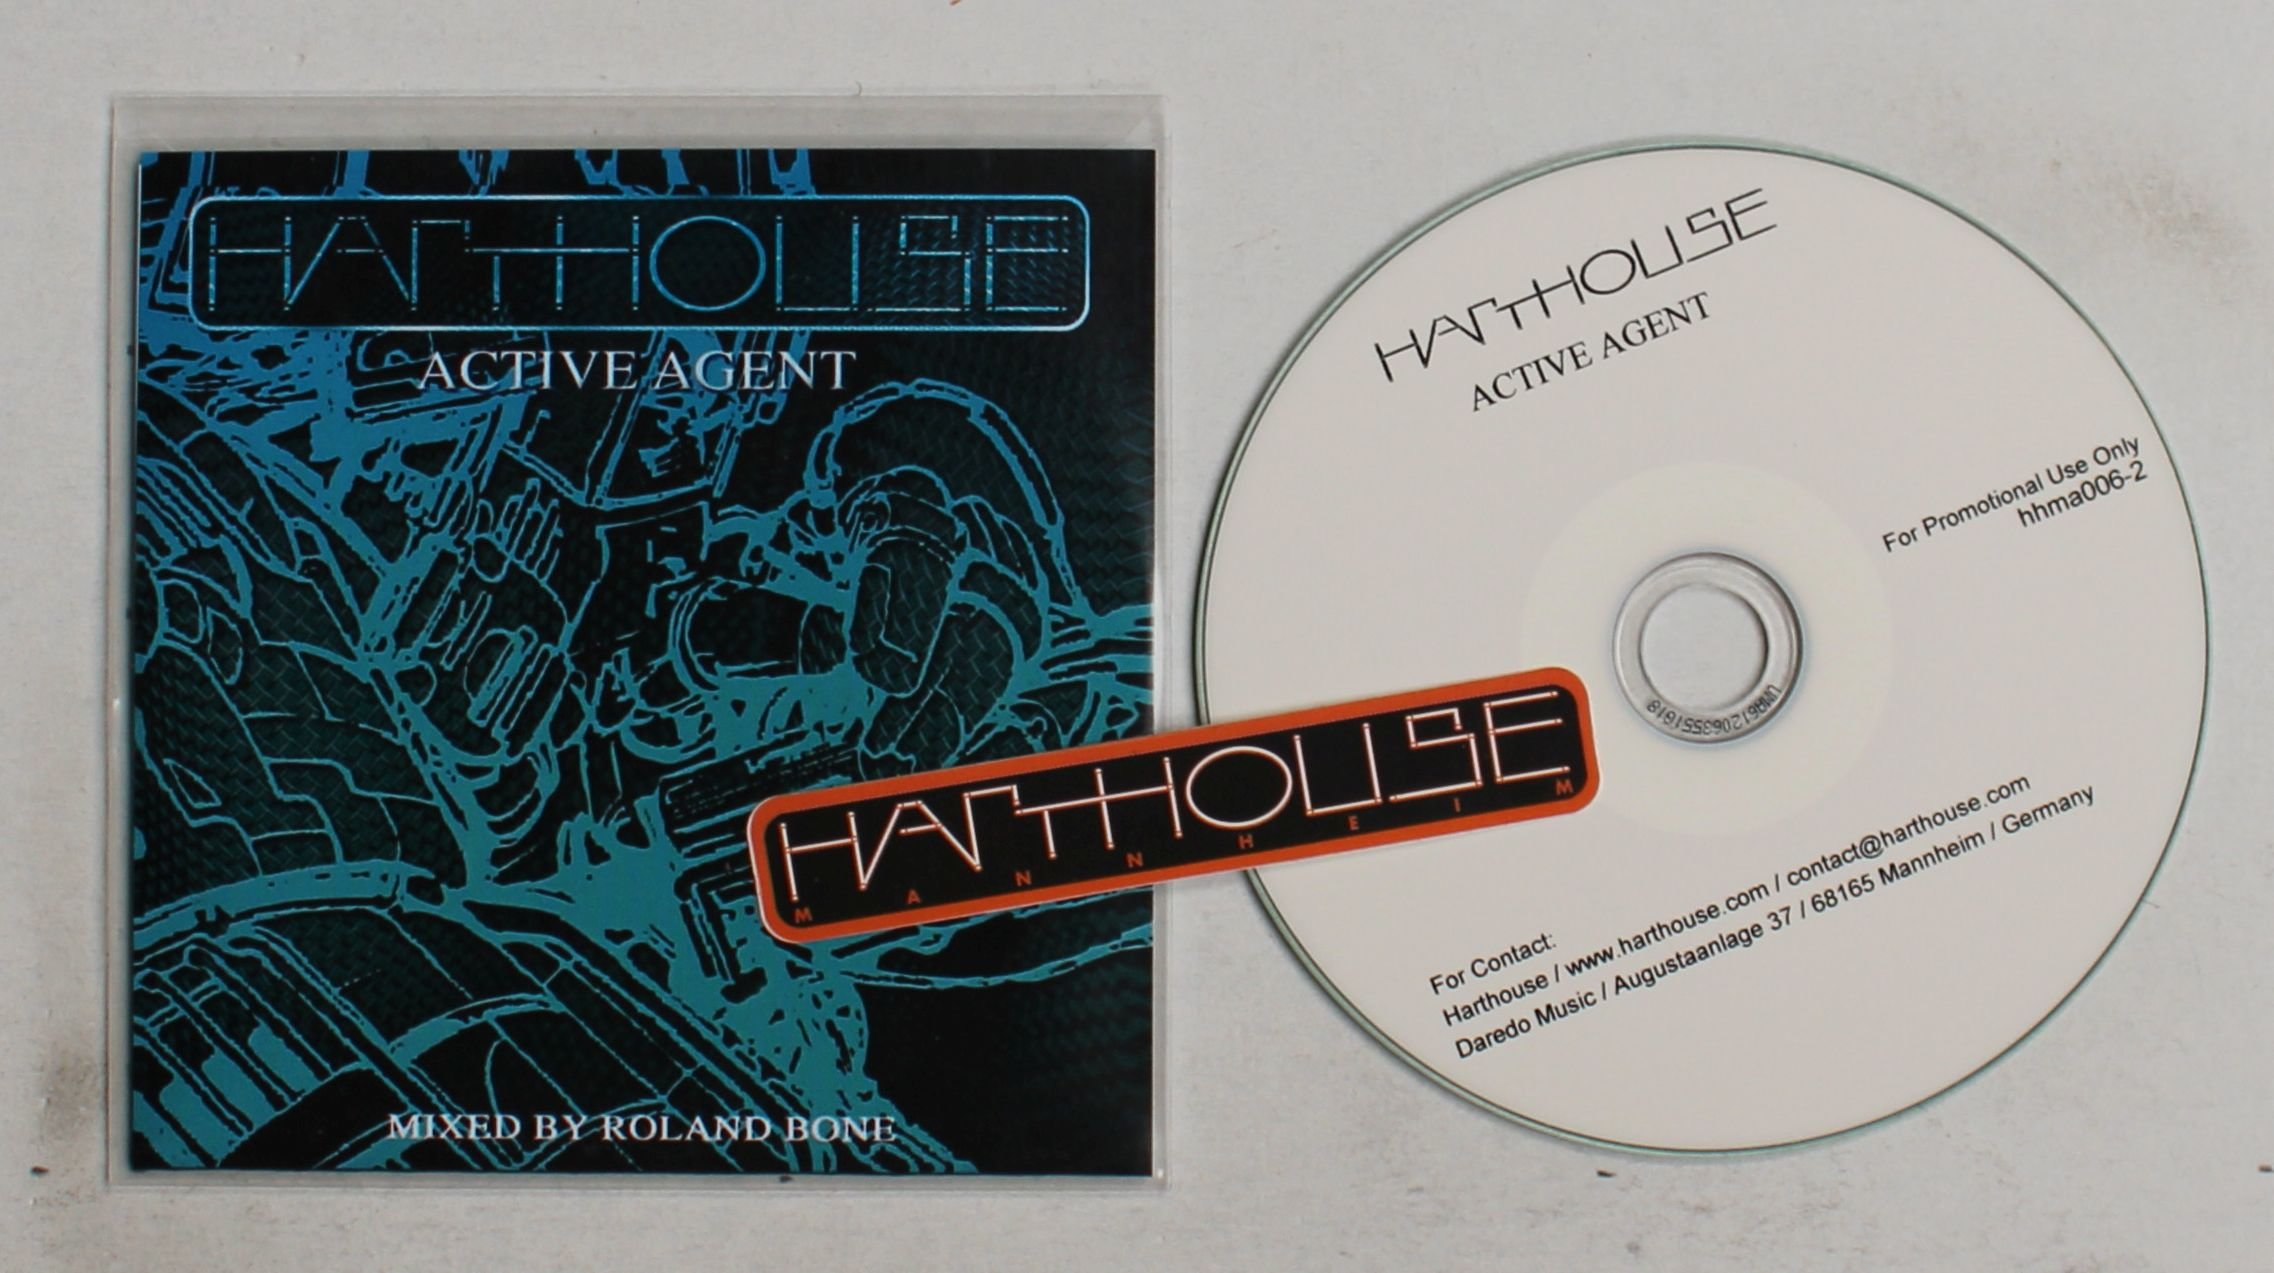 HARTHOUSE
ACTIVE AGENT
MIXED BY ROLAND BONE
HARTHOUSE
MANNHEIM
HARTHOUSE
ACTIVE AGENT
For Promotional Use Only
hhma006-2
For Contact:
Harthouse / www.harthouse.com / contact@harthouse.com
Daredo Music / Augustaanlage 37 / 68165 Mannheim / Germany